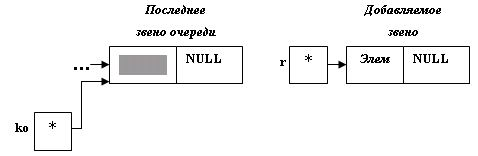 Последнее
звено очереди
Добавляемое
звено
... NULL r * Элем NULL
ko *